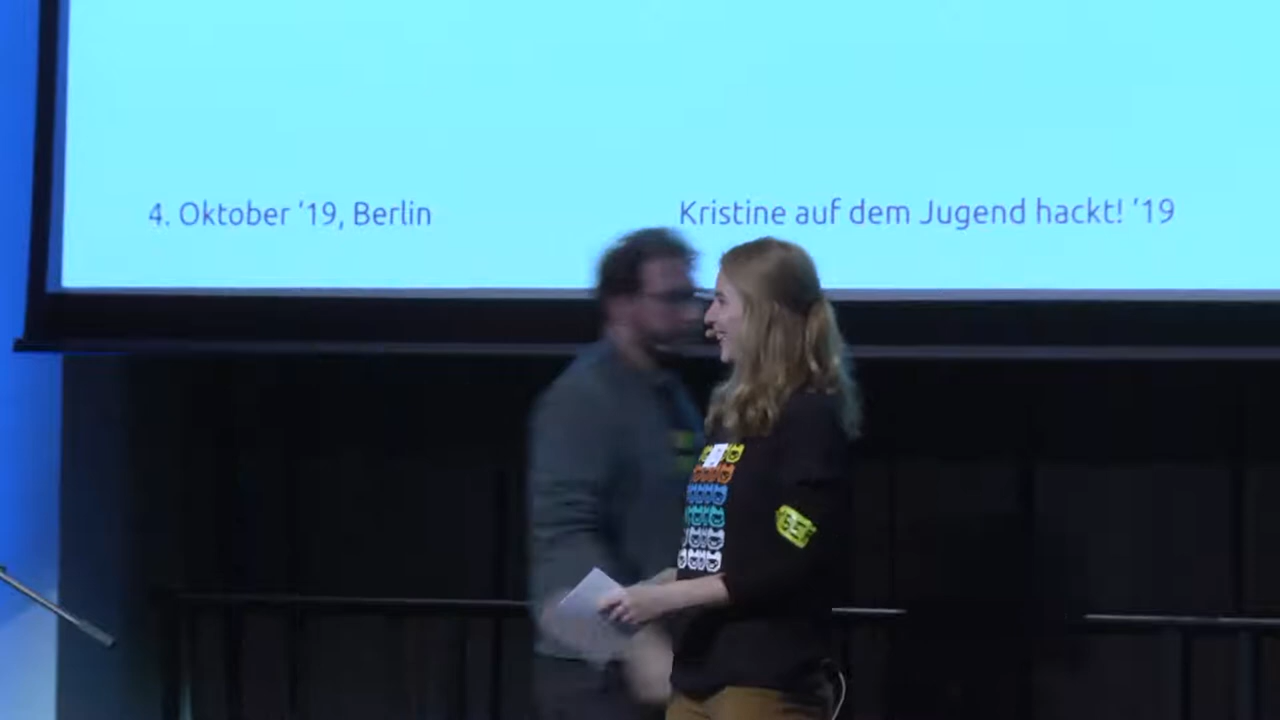 4. Oktober ‘19, Berlin
Kristine auf dem Jugend hackt! ’19